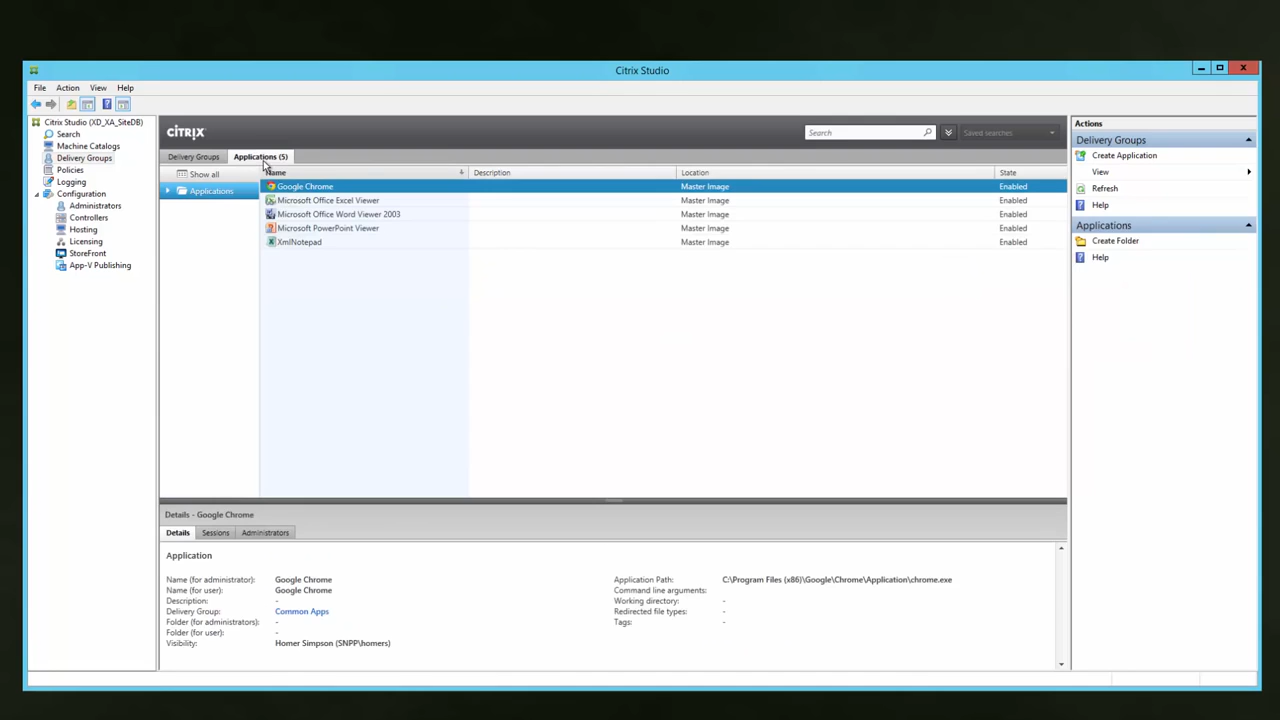 Citrix Studio
File Action View Help
Citrix Studio (XD_XA_SiteDB)
Search
Machine Catalogs
Delivery Groups
Policies
Logging
Configuration
Administrators
Controllers
Hosting
Licensing
StoreFront
App-V Publishing
CITRIX
Search
Saved searches
Delivery Groups Applications (5)
Show all
Applications
Name Description Location State
Google Chrome Master Image Enabled
Microsoft Office Excel Viewer Master Image Enabled
Microsoft Office Word Viewer 2003 Master Image Enabled
Microsoft PowerPoint Viewer Master Image Enabled
XmlNotepad Master Image Enabled
Details - Google Chrome
Details Sessions Administrators
Application
Name (for administrator): Google Chrome
Name (for user): Google Chrome
Description: -
Delivery Group: Common Apps
Folder (for administrators): -
Folder (for user): -
Visibility: Homer Simpson (SNPP\homers)
Application Path: C:\Program Files (x86)\Google\Chrome\Application\chrome.exe
Command line arguments: -
Working directory: -
Redirected file types: -
Tags: -
Actions
Delivery Groups
Create Application
View
Refresh
Help
Applications
Create Folder
Help